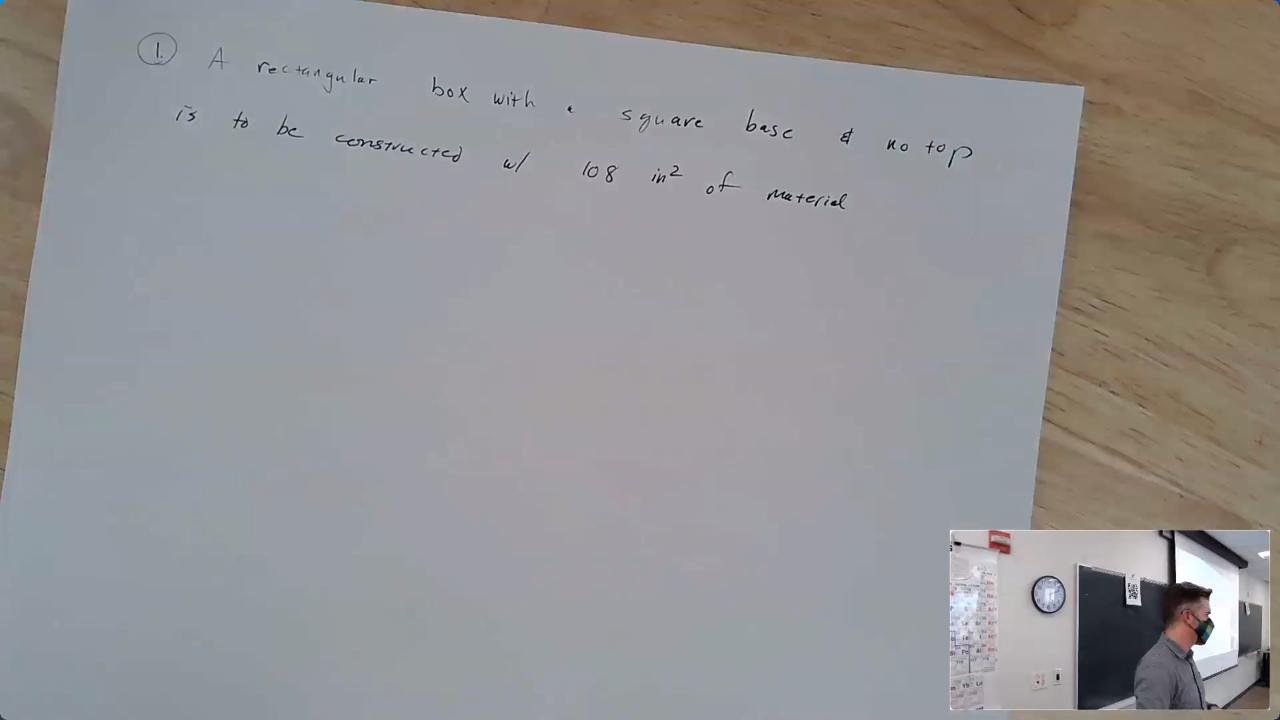 1. A rectangular box with a square base & no top
is to be constructed w/ 108 in² of material